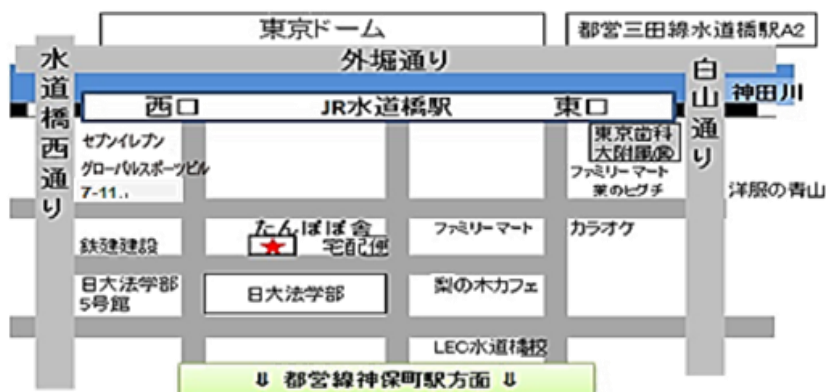 東京ドーム
都営三田線水道橋駅A2
外堀通り
水道橋西通り
白山通り
神田川
西口 JR水道橋駅 東口
セブンイレブン
グローバルスポーツビル
7-11..
東京歯科
大附属
ファミリーマート
薬のヒグチ
洋服の青山
たんぽぽ舎
★ 宅配便
ファミリーマート
カラオケ
鉄建建設
日大法学部
5号館
日大法学部
梨の木カフェ
LEC水道橋校
⇓ 都営線神保町駅方面 ⇓